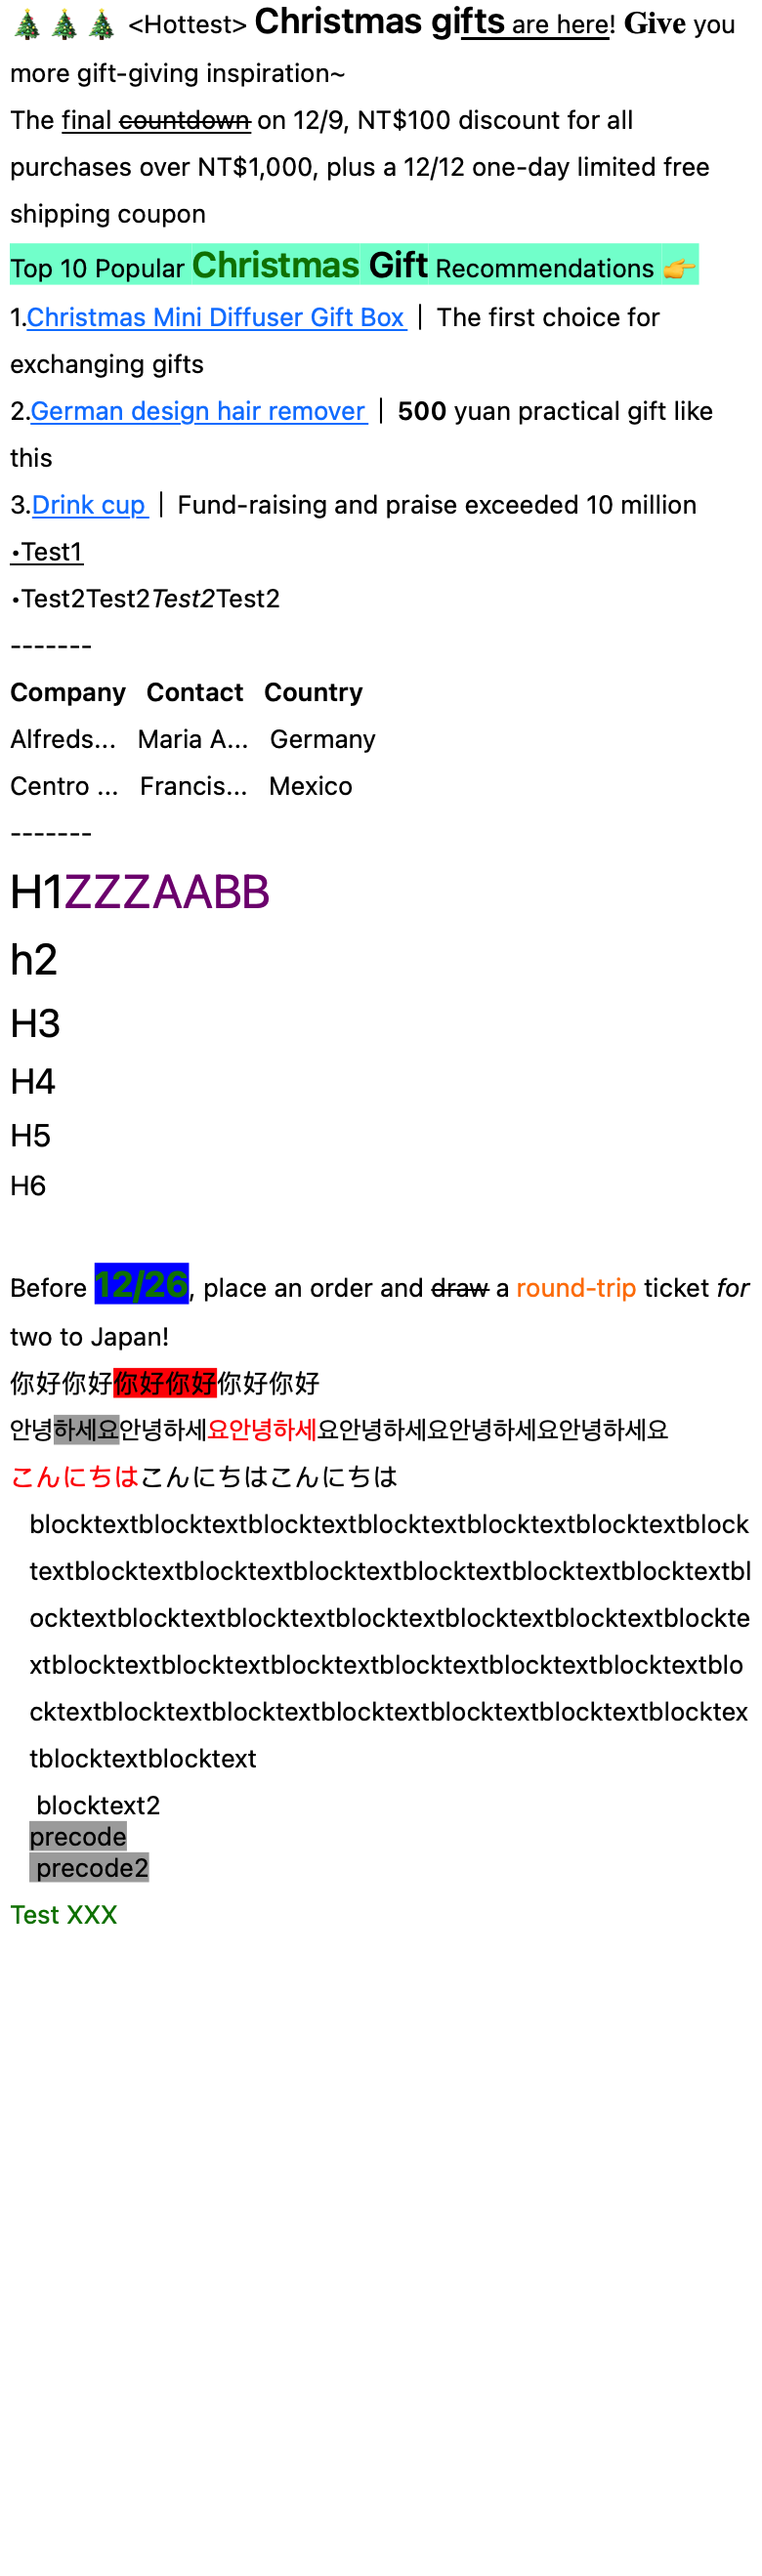 🎄🎄🎄 <Hottest> Christmas gifts are here! Give you
more gift-giving inspiration~
The final countdown on 12/9, NT$100 discount for all
purchases over NT$1,000, plus a 12/12 one-day limited free
shipping coupon
Top 10 Popular Christmas Gift Recommendations 👉
1.Christmas Mini Diffuser Gift Box｜The first choice for
exchanging gifts
2.German design hair remover｜500 yuan practical gift like
this
3.Drink cup｜Fund-raising and praise exceeded 10 million
•Test1
•Test2Test2Test2Test2
-------
Company Contact Country
Alfreds... Maria A... Germany
Centro ... Francis... Mexico
-------
H1ZZZAABB
h2
H3
H4
H5
H6
Before 12/26, place an order and draw a round-trip ticket for
two to Japan!
你好你好你好你好你好你好
안녕하세요안녕하세요안녕하세요안녕하세요안녕하세요안녕하세요
こんにちはこんにちはこんにちは
blocktextblocktextblocktextblocktextblocktextblocktextblock
textblocktextblocktextblocktextblocktextblocktextblocktextbl
ocktextblocktextblocktextblocktextblocktextblocktextblockte
xtblocktextblocktextblocktextblocktextblocktextblocktextblo
cktextblocktextblocktextblocktextblocktextblocktextblocktex
tblocktextblocktext
blocktext2
precode
precode2
Test XXX